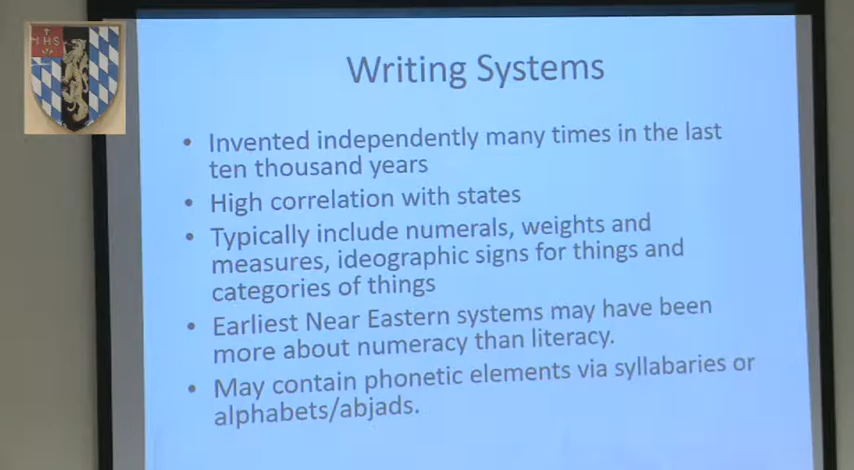 IHS
Writing Systems
• Invented independently many times in the last
ten thousand years
• High correlation with states
• Typically include numerals, weights and
measures, ideographic signs for things and
categories of things
• Earliest Near Eastern systems may have been
more about numeracy than literacy.
• May contain phonetic elements via syllabaries or
alphabets/abjads.